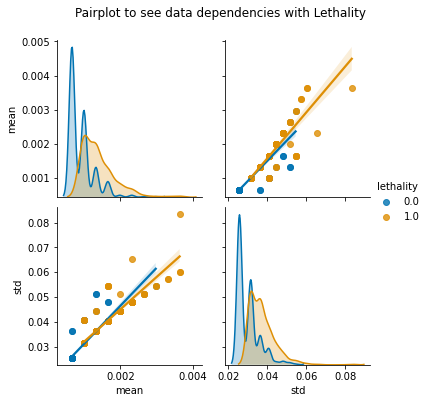 Pairplot to see data dependencies with Lethality
0.005
0.004
0.003
0.002
0.001
mean
lethality
0.0
1.0
0.08
0.07
0.06
0.05
0.04
0.03
std
0.002 0.004 0.02 0.04 0.06 0.08
mean std